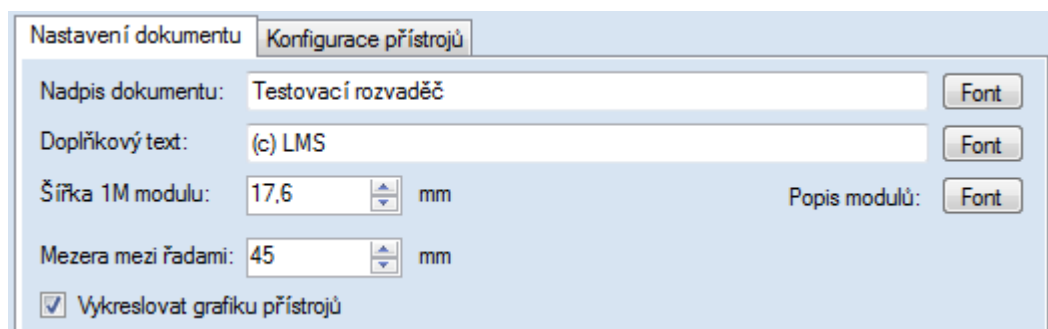 Nastavení dokumentu Konfigurace přístrojů
Nadpis dokumentu: Testovací rozvaděč Font
Doplňkový text: (c) LMS Font
Šířka 1M modulu: 17,6 mm Popis modulů: Font
Mezera mezi řadami: 45 mm
Vykreslovat grafiku přístrojů